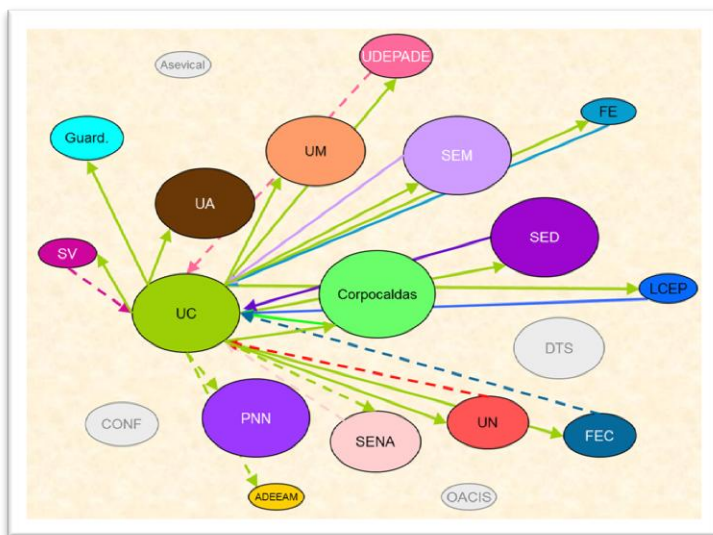 UDEPADE
Asevical
FE
Guard.
UM
SEM
UA
SED
SV
Corpocaldas
LCEP
UC
DTS
PNN
CONF
UN
SENA
FEC
ADEEAM
OACIS